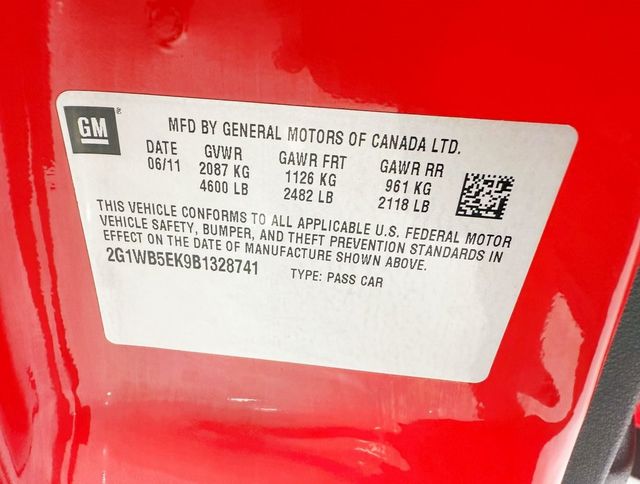 GM®
MFD BY GENERAL MOTORS OF CANADA LTD.
DATE GVWR GAWR FRT GAWR RR
06/11 2087 KG 1126 KG 961 KG
4600 LB 2482 LB 2118 LB
THIS VEHICLE CONFORMS TO ALL APPLICABLE U.S. FEDERAL MOTOR
VEHICLE SAFETY, BUMPER, AND THEFT PREVENTION STANDARDS IN
EFFECT ON THE DATE OF MANUFACTURE SHOWN ABOVE.
2G1WB5EK9B1328741 TYPE: PASS CAR